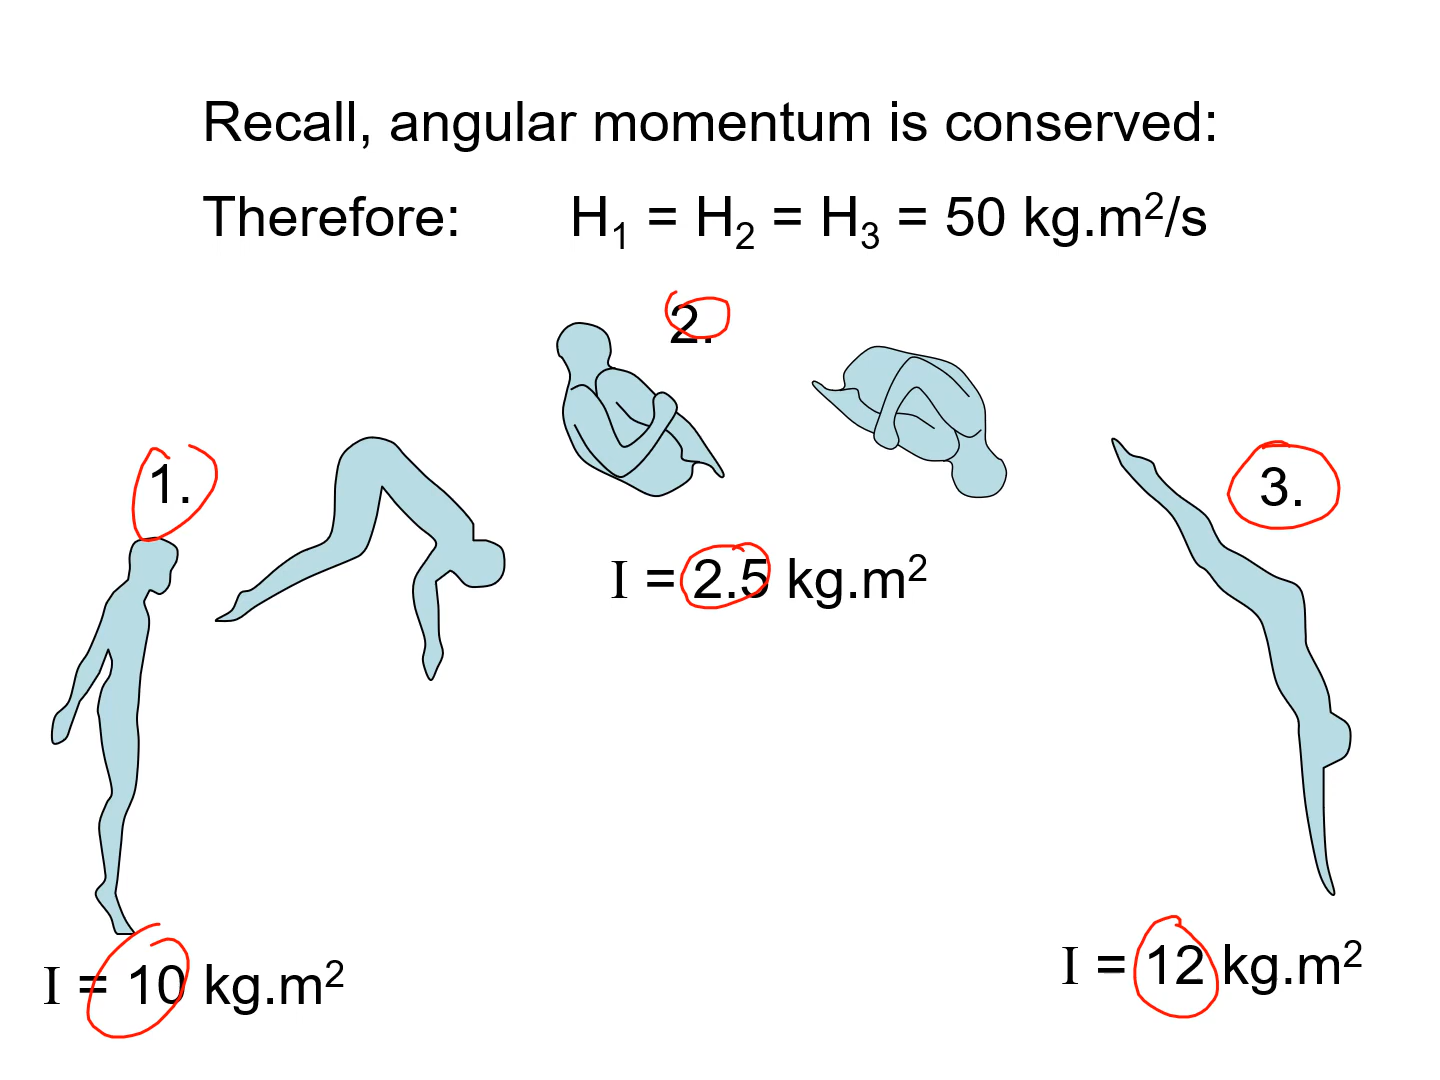 Recall, angular momentum is conserved:
Therefore: H₁ = H₂ = H₃ = 50 kg.m²/s
2.
1.
3.
I = 2.5 kg.m²
I = 10 kg.m²
I = 12 kg.m²